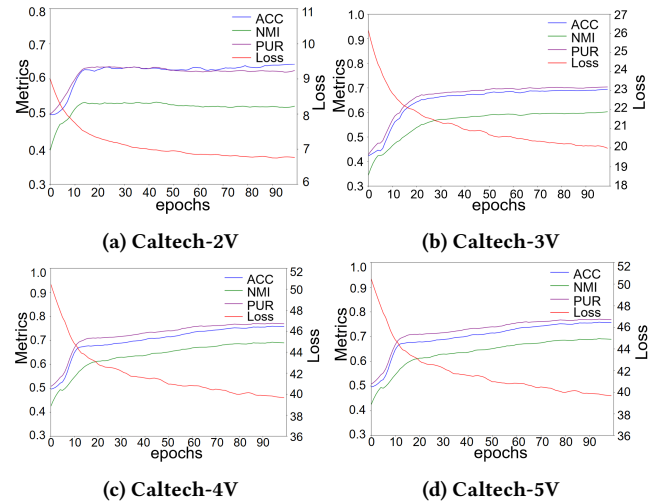 0.8
0.7
0.6
0.5
0.4
0.3
Metrics
ACC
NMI
PUR
Loss
11
10
9
8
7
6
Loss
0 10 20 30 40 50 60 70 80 90
epochs
(a) Caltech-2V
1.0
0.9
0.8
0.7
0.6
0.5
0.4
0.3
Metrics
ACC
NMI
PUR
Loss
27
26
25
24
23
22
21
20
19
18
Loss
0 10 20 30 40 50 60 70 80 90
epochs
(b) Caltech-3V
1.0
0.9
0.8
0.7
0.6
0.5
0.4
0.3
Metrics
ACC
NMI
PUR
Loss
52
50
48
46
44
42
40
38
36
Loss
0 10 20 30 40 50 60 70 80 90
epochs
(c) Caltech-4V
1.0
0.9
0.8
0.7
0.6
0.5
0.4
0.3
Metrics
ACC
NMI
PUR
Loss
52
50
48
46
44
42
40
38
36
Loss
0 10 20 30 40 50 60 70 80 90
epochs
(d) Caltech-5V